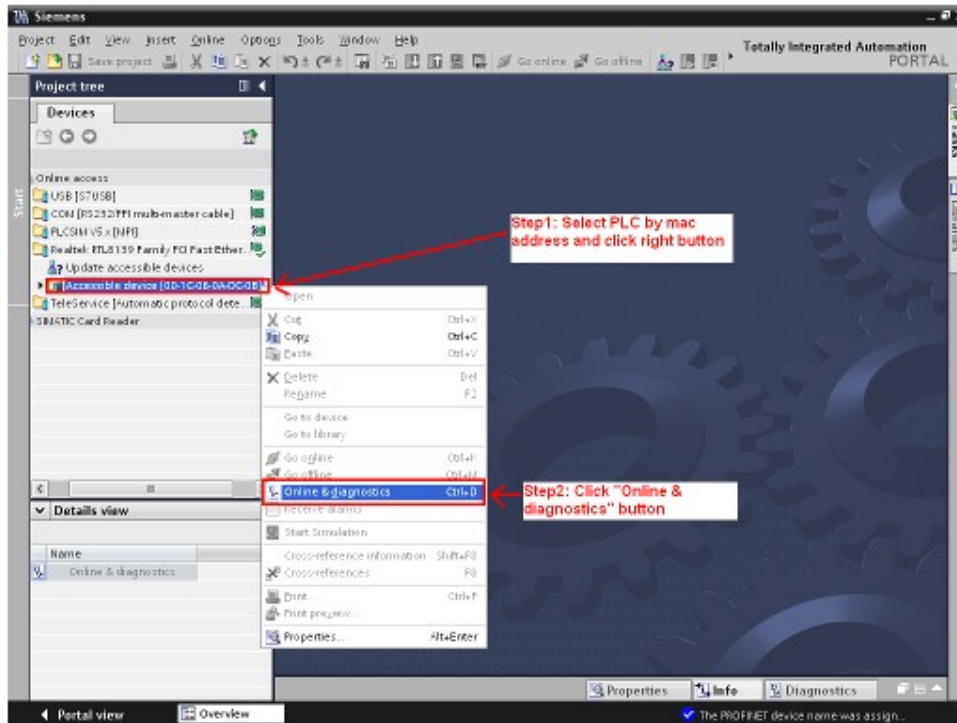 Siemens
Project Edit View Insert Online Options Tools Window Help
Totally Integrated Automation
PORTAL
Save project
Go online
Go offline
Project tree
Devices
Start
Online access
USB [S7USB]
COM [RS232/PPI multi-master cable]
PLCSIM V5.x [MPI]
Realtek RTL8139 Family PCI Fast Ether..
Update accessible devices
Accessible device [00-1C-06-0A-DC-0B]
TeleService [Automatic protocol dete..
SIMATIC Card Reader
Step1: Select PLC by mac
address and click right button
Open
Cut Ctrl+X
Copy Ctrl+C
Paste Ctrl+V
Delete Del
Rename F2
Go to device
Go to library
Go online Ctrl+K
Go offline Ctrl+M
Online & diagnostics Ctrl+D
Step2: Click "Online &
diagnostics" button
Receive alarms
Start Simulation
Cross-reference information Shift+F8
Cross-references F8
Print... Ctrl+P
Print preview...
Properties... Alt+Enter
Details view
Name
Online & diagnostics
Properties
Info
Diagnostics
Portal view
Overview
The PROFINET device name was assign...